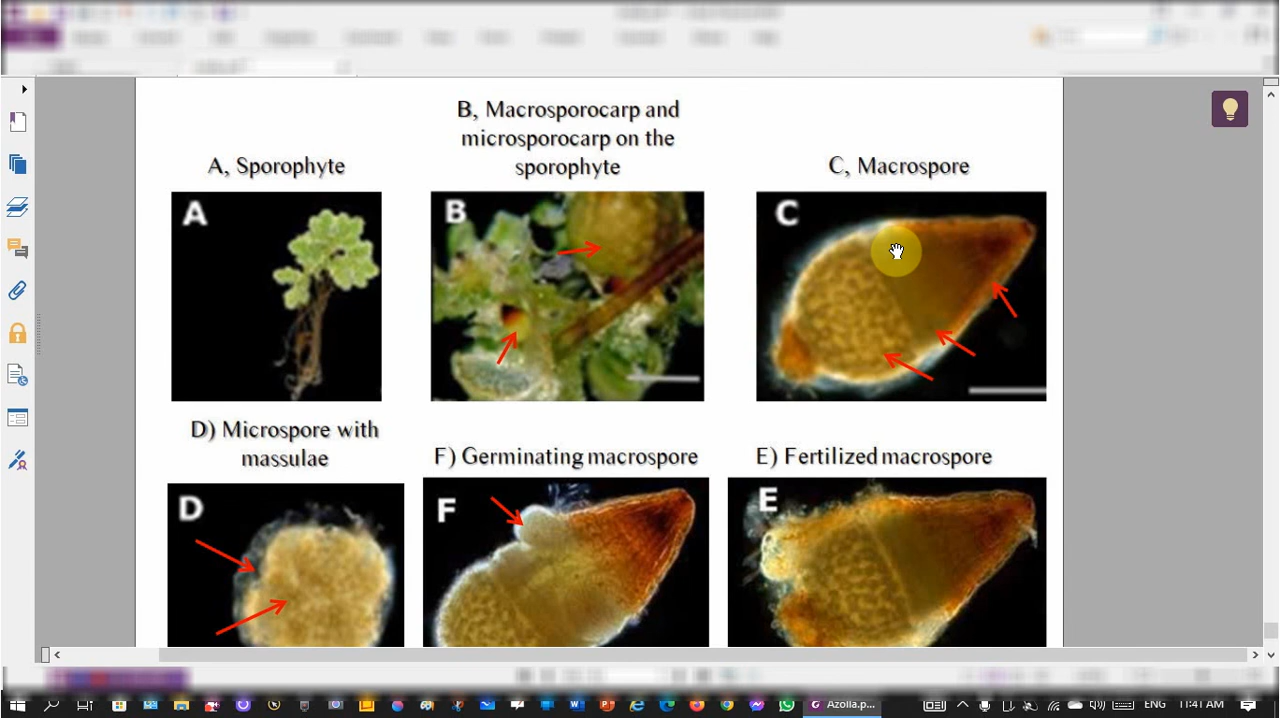 B, Macrosporocarp and
microsporocarp on the
sporophyte
A, Sporophyte
C, Macrospore
A
B
C
D) Microspore with
massulae
F) Germinating macrospore
E) Fertilized macrospore
D
F
E
Azolla.p...
ENG
11:41 AM